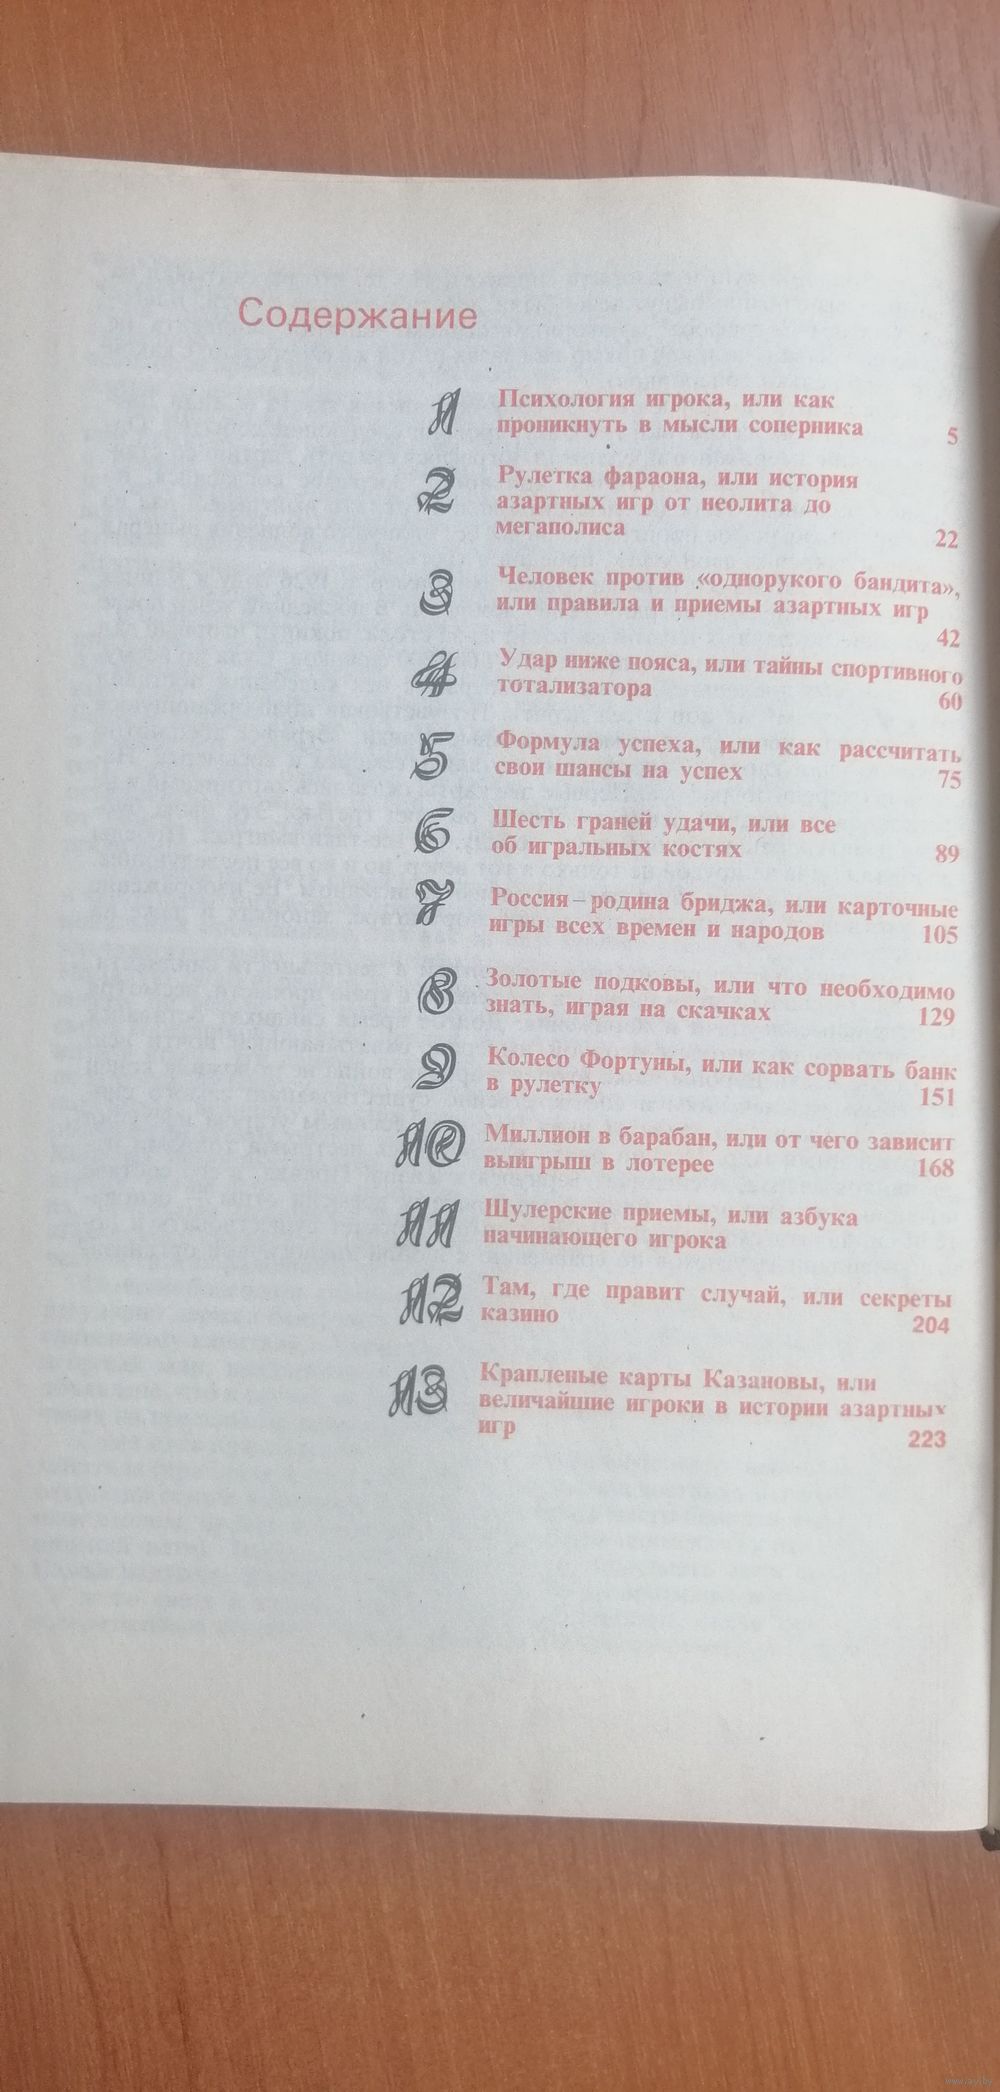 Содержание
1 Психология игрока, или как
проникнуть в мысли соперника 5
2 Рулетка фараона, или история
азартных игр от неолита до
мегаполиса 22
3 Человек против «однорукого бандита»,
или правила и приемы азартных игр
42
4 Удар ниже пояса, или тайны спортивного
тотализатора 60
5 Формула успеха, или как рассчитать
свои шансы на успех 75
6 Шесть граней удачи, или все
об игральных костях 89
7 Россия – родина бриджа, или карточные
игры всех времен и народов 105
8 Золотые подковы, или что необходимо
знать, играя на скачках 129
9 Колесо Фортуны, или как сорвать банк
в рулетку 151
10 Миллион в барабан, или от чего зависит
выигрыш в лотерее 168
11 Шулерские приемы, или азбука
начинающего игрока
12 Там, где правит случай, или секреты
казино 204
13 Крапленые карты Казановы, или
величайшие игроки в истории азартных
игр 223
www.ay.by